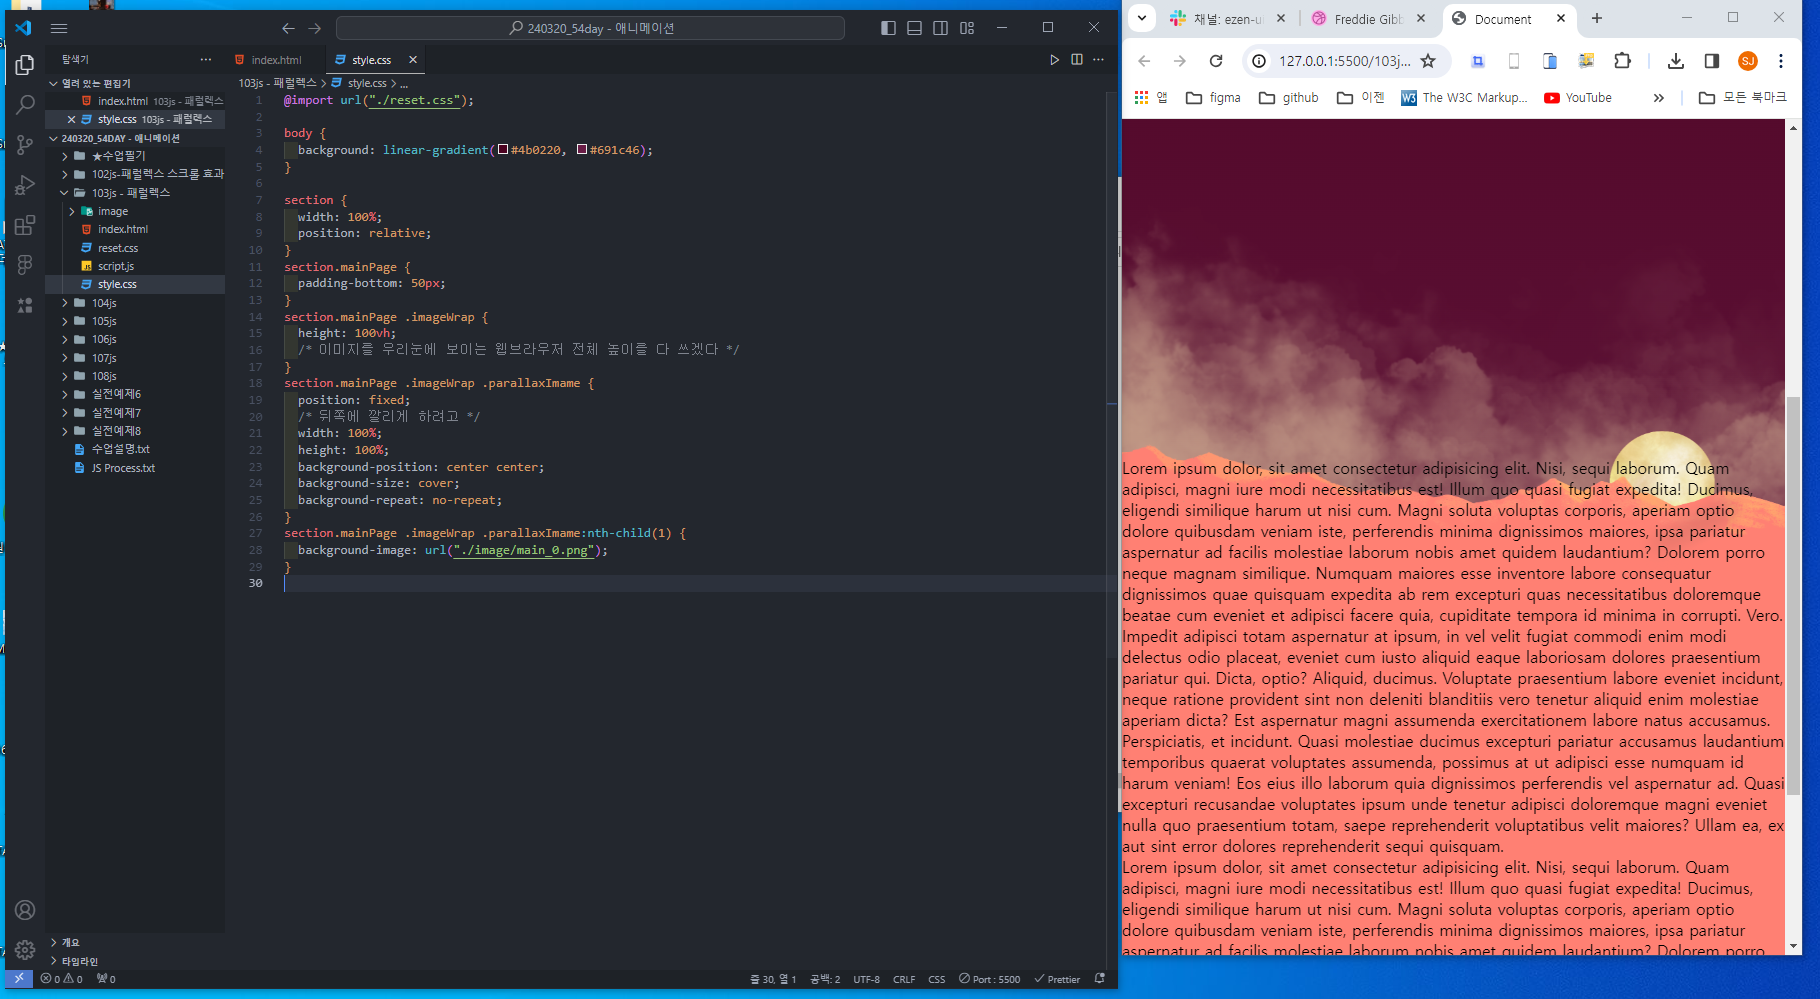 240320_54day - 애니메이션
탐색기
index.html
style.css
열려 있는 편집기
index.html 103js - 패럴랙스
style.css 103js - 패럴랙스
240320_54DAY - 애니메이션
★수업필기
102js-패럴랙스 스크롤 효과
103js - 패럴랙스
image
index.html
reset.css
script.js
style.css
104js
105js
106js
107js
108js
실전예제6
실전예제7
실전예제8
수업설명.txt
JS Process.txt
개요
타임라인
103js - 패럴랙스 > style.css > ...
1 @import url("./reset.css");
2
3 body {
4 background: linear-gradient(#4b0220, #691c46);
5 }
6
7 section {
8 width: 100%;
9 position: relative;
10 }
11 section.mainPage {
12 padding-bottom: 50px;
13 }
14 section.mainPage .imageWrap {
15 height: 100vh;
16 /* 이미지를 우리눈에 보이는 웹브라우저 전체 높이를 다 쓰겠다 */
17 }
18 section.mainPage .imageWrap .parallaxImame {
19 position: fixed;
20 /* 뒤쪽에 깔리게 하려고 */
21 width: 100%;
22 height: 100%;
23 background-position: center center;
24 background-size: cover;
25 background-repeat: no-repeat;
26 }
27 section.mainPage .imageWrap .parallaxImame:nth-child(1) {
28 background-image: url("./image/main_0.png");
29 }
30
0 0 0
줄 30, 열 1 공백: 2 UTF-8 CRLF CSS Port : 5500 Prettier
채널: ezen-u
Freddie Gibb
Document
127.0.0.1:5500/103j...
SJ
앱 figma github 이젠 The W3C Markup... YouTube » 모든 북마크
Lorem ipsum dolor, sit amet consectetur adipisicing elit. Nisi, sequi laborum. Quam
adipisci, magni iure modi necessitatibus est! Illum quo quasi fugiat expedita! Ducimus,
eligendi similique harum ut nisi cum. Magni soluta voluptas corporis, aperiam optio
dolore quibusdam veniam iste, perferendis minima dignissimos maiores, ipsa pariatur
aspernatur ad facilis molestiae laborum nobis amet quidem laudantium? Dolorem porro
neque magnam similique. Numquam maiores esse inventore labore consequatur
dignissimos quae quisquam expedita ab rem excepturi quas necessitatibus doloremque
beatae cum eveniet et adipisci facere quia, cupiditate tempora id minima in corrupti. Vero.
Impedit adipisci totam aspernatur at ipsum, in vel velit fugiat commodi enim modi
delectus odio placeat, eveniet cum iusto aliquid eaque laboriosam dolores praesentium
pariatur qui. Dicta, optio? Aliquid, ducimus. Voluptate praesentium labore eveniet incidunt,
neque ratione provident sint non deleniti blanditiis vero tenetur aliquid enim molestiae
aperiam dicta? Est aspernatur magni assumenda exercitationem labore natus accusamus.
Perspiciatis, et incidunt. Quasi molestiae ducimus excepturi pariatur accusamus laudantium
temporibus quaerat voluptates assumenda, possimus at ut adipisci esse numquam id
harum veniam! Eos eius illo laborum quia dignissimos perferendis vel aspernatur ad. Quasi
excepturi recusandae voluptates ipsum unde tenetur adipisci doloremque magni eveniet
nulla quo praesentium totam, saepe reprehenderit voluptatibus velit maiores? Ullam ea, ex
aut sint error dolores reprehenderit sequi quisquam.
Lorem ipsum dolor, sit amet consectetur adipisicing elit. Nisi, sequi laborum. Quam
adipisci, magni iure modi necessitatibus est! Illum quo quasi fugiat expedita! Ducimus,
eligendi similique harum ut nisi cum. Magni soluta voluptas corporis, aperiam optio
dolore quibusdam veniam iste, perferendis minima dignissimos maiores, ipsa pariatur
aspernatur ad facilis molestiae laborum nobis amet quidem laudantium? Dolorem porro